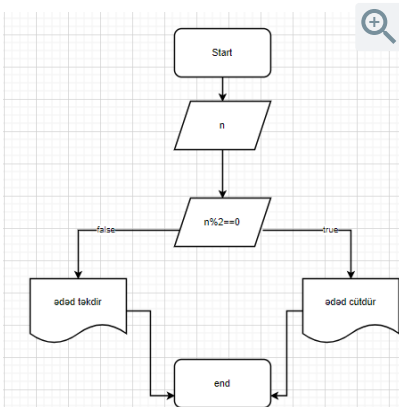 Start
n
n%2==0
false
true
ədəd təkdir
ədəd cütdür
end